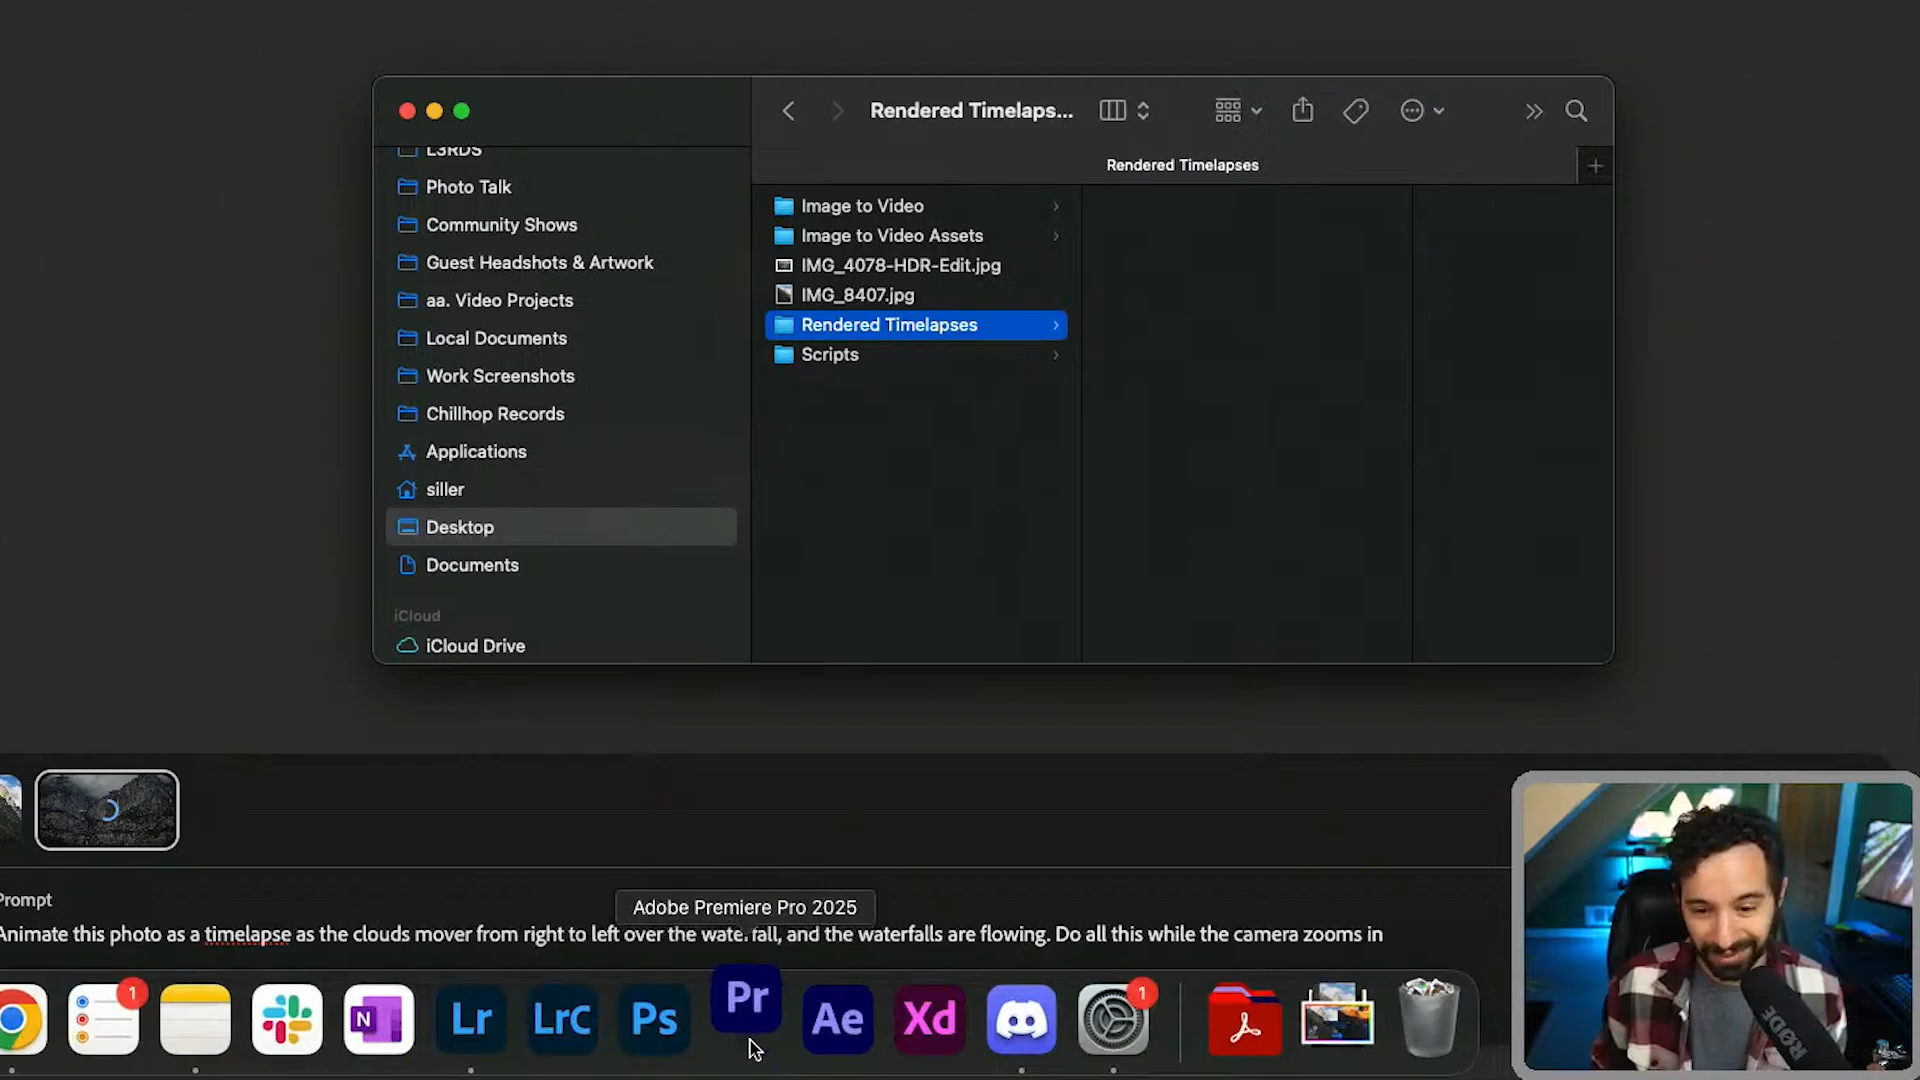 Rendered Timelaps...
Rendered Timelapses
L3RDS
Photo Talk
Community Shows
Guest Headshots & Artwork
aa. Video Projects
Local Documents
Work Screenshots
Chillhop Records
Applications
siller
Desktop
Documents
iCloud
iCloud Drive
Image to Video
Image to Video Assets
IMG_4078-HDR-Edit.jpg
IMG_8407.jpg
Rendered Timelapses
Scripts
Prompt
Adobe Premiere Pro 2025
Animate this photo as a timelapse as the clouds mover from right to left over the waterfall, and the waterfalls are flowing. Do all this while the camera zooms in
1
N
Lr
LrC
Ps
Pr
Ae
Xd
1
RØDE